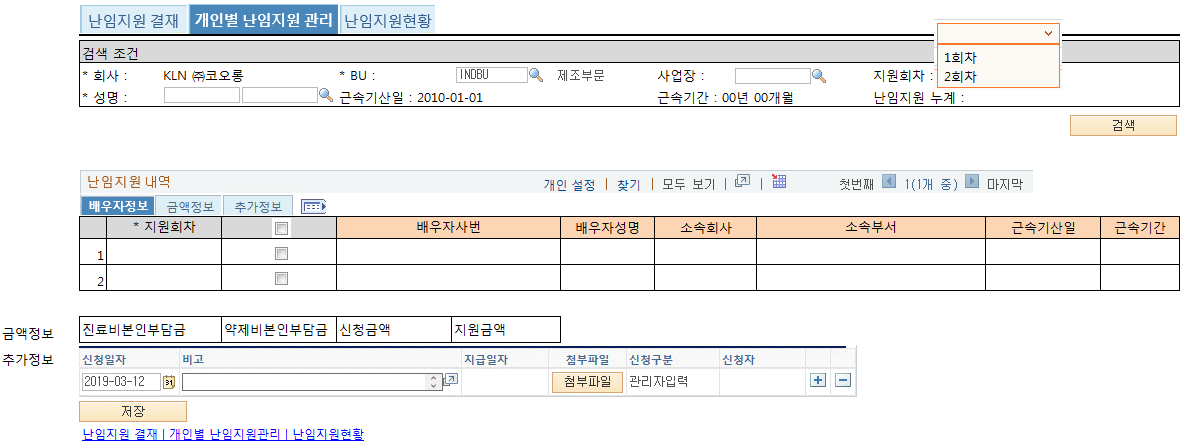 난임지원 결재 개인별 난임지원 관리 난임지원현황
검색 조건
* 회사 : KLN ㈜코오롱 * BU : INDBU 제조부문 사업장 : 지원회차 :
1회차
2회차
* 성명 : 근속기산일 : 2010-01-01 근속기간 : 00년 00개월 난임지원 누계 :
검색
난임지원 내역 개인 설정 | 찾기 | 모두 보기 | | 첫번째 1(1개 중) 마지막
배우자정보 금액정보 추가정보
* 지원회차 배우자사번 배우자성명 소속회사 소속부서 근속기산일 근속기간
1
2
금액정보 진료비본인부담금 약제비본인부담금 신청금액 지원금액
추가정보 신청일자 비고 지급일자 첨부파일 신청구분 신청자
2019-03-12 31 첨부파일 관리자입력 + −
저장
난임지원 결재 | 개인별 난임지원관리 | 난임지원현황